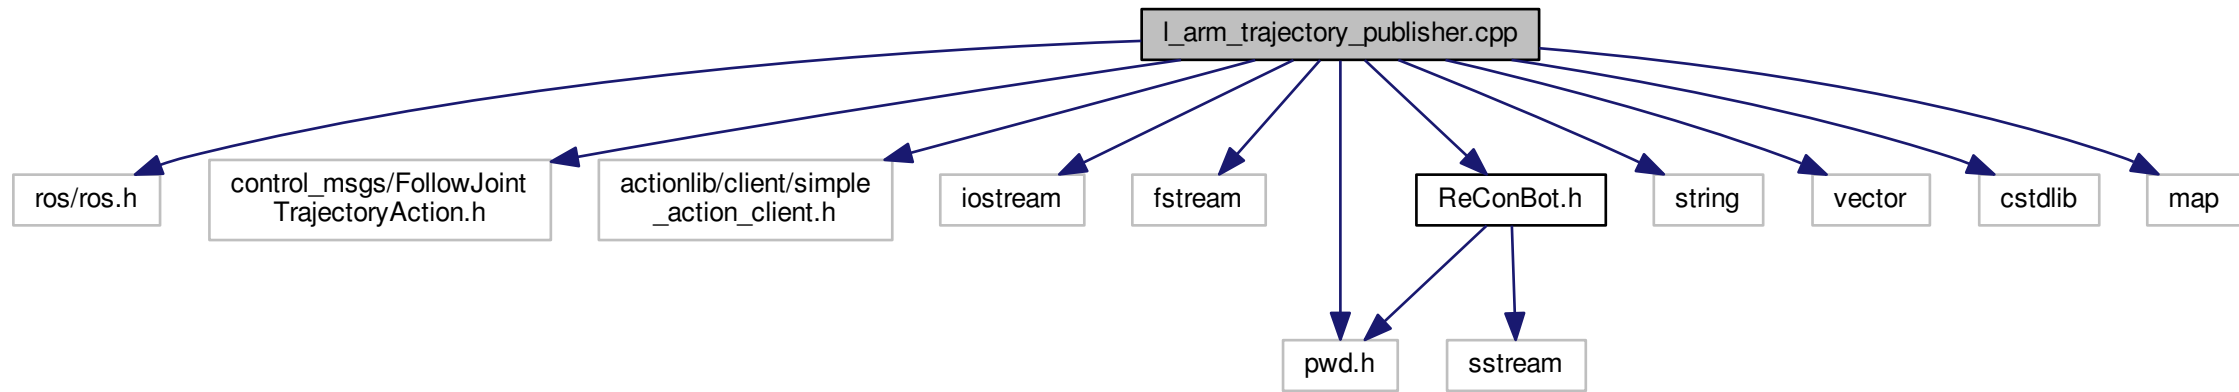 l_arm_trajectory_publisher.cpp
ros/ros.h
control_msgs/FollowJoint
TrajectoryAction.h
actionlib/client/simple
_action_client.h
iostream
fstream
ReConBot.h
string
vector
cstdlib
map
pwd.h
sstream